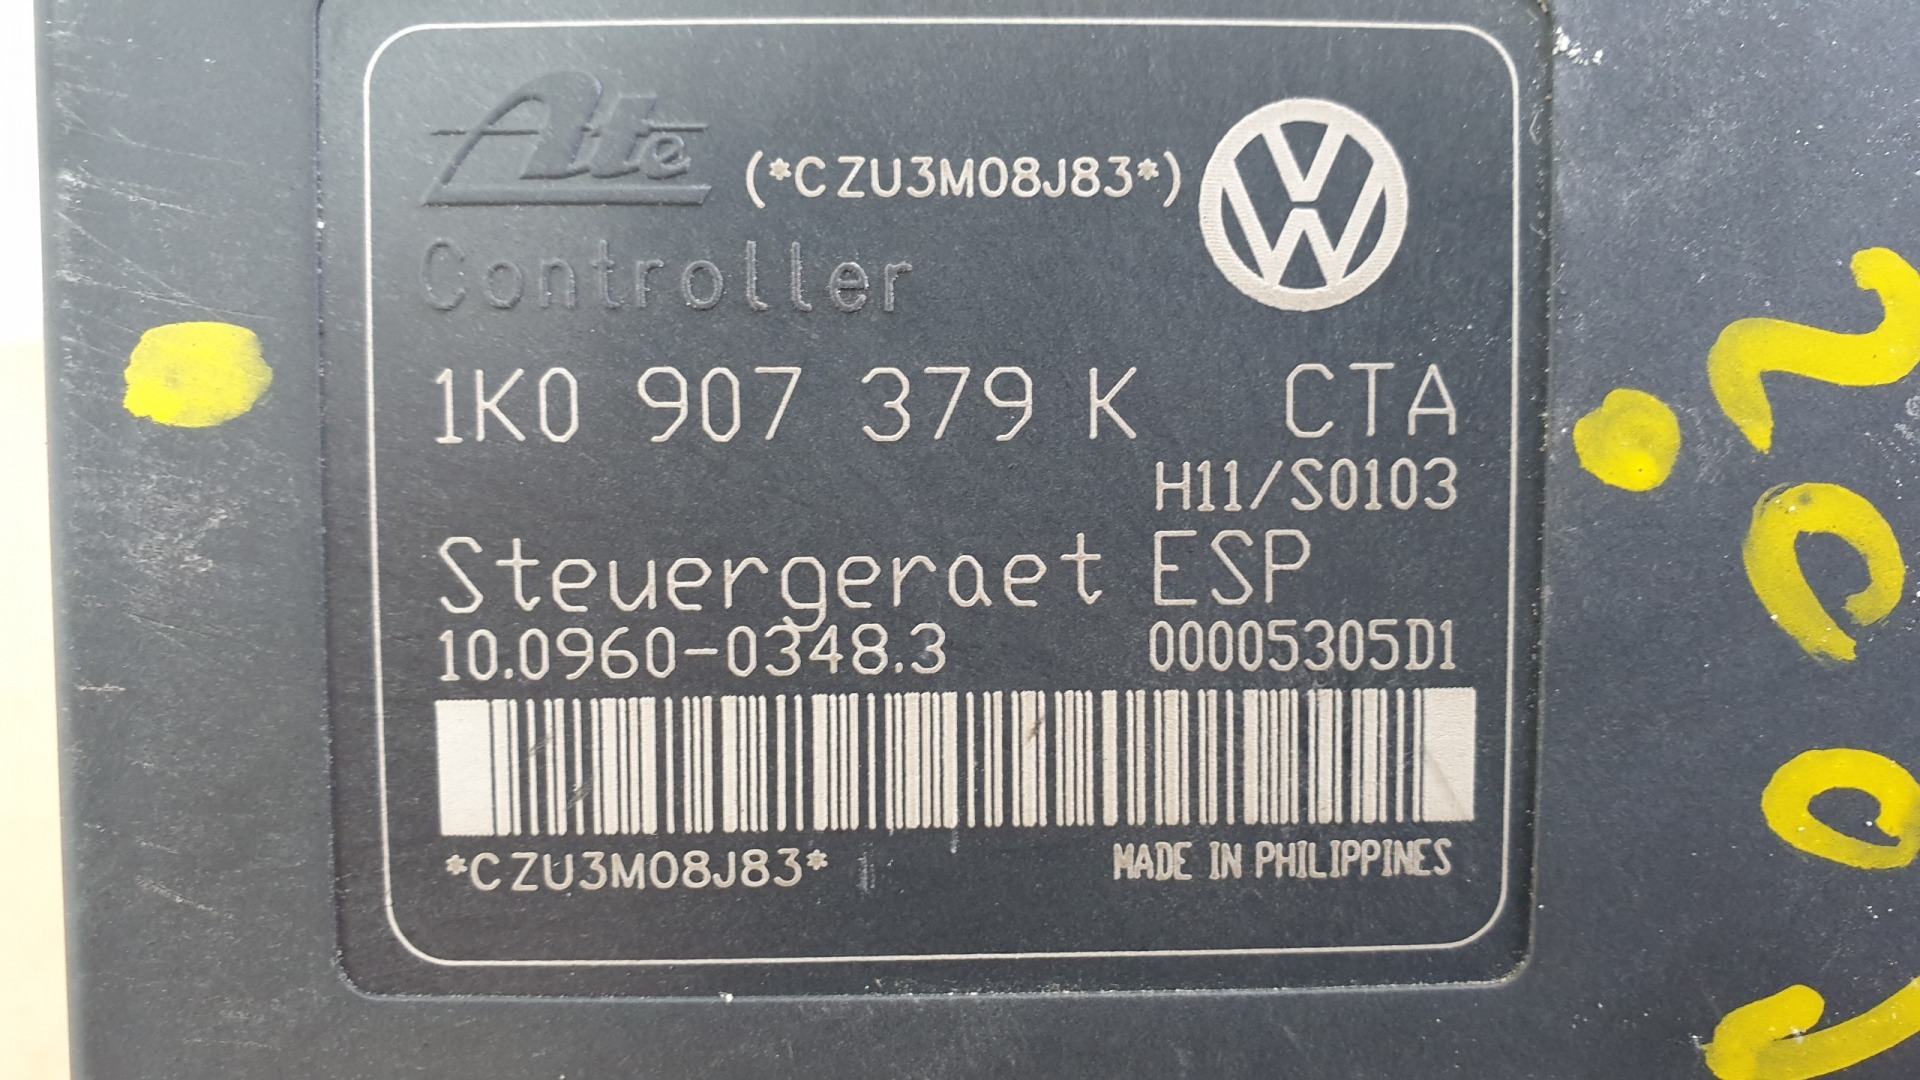 Ate (*CZU3M08J83*)
VW
Controller
1K0 907 379 K CTA
H11/S0103
Steuergeraet ESP
10.0960-0348.3 00005305D1
*CZU3M08J83* MADE IN PHILIPPINES